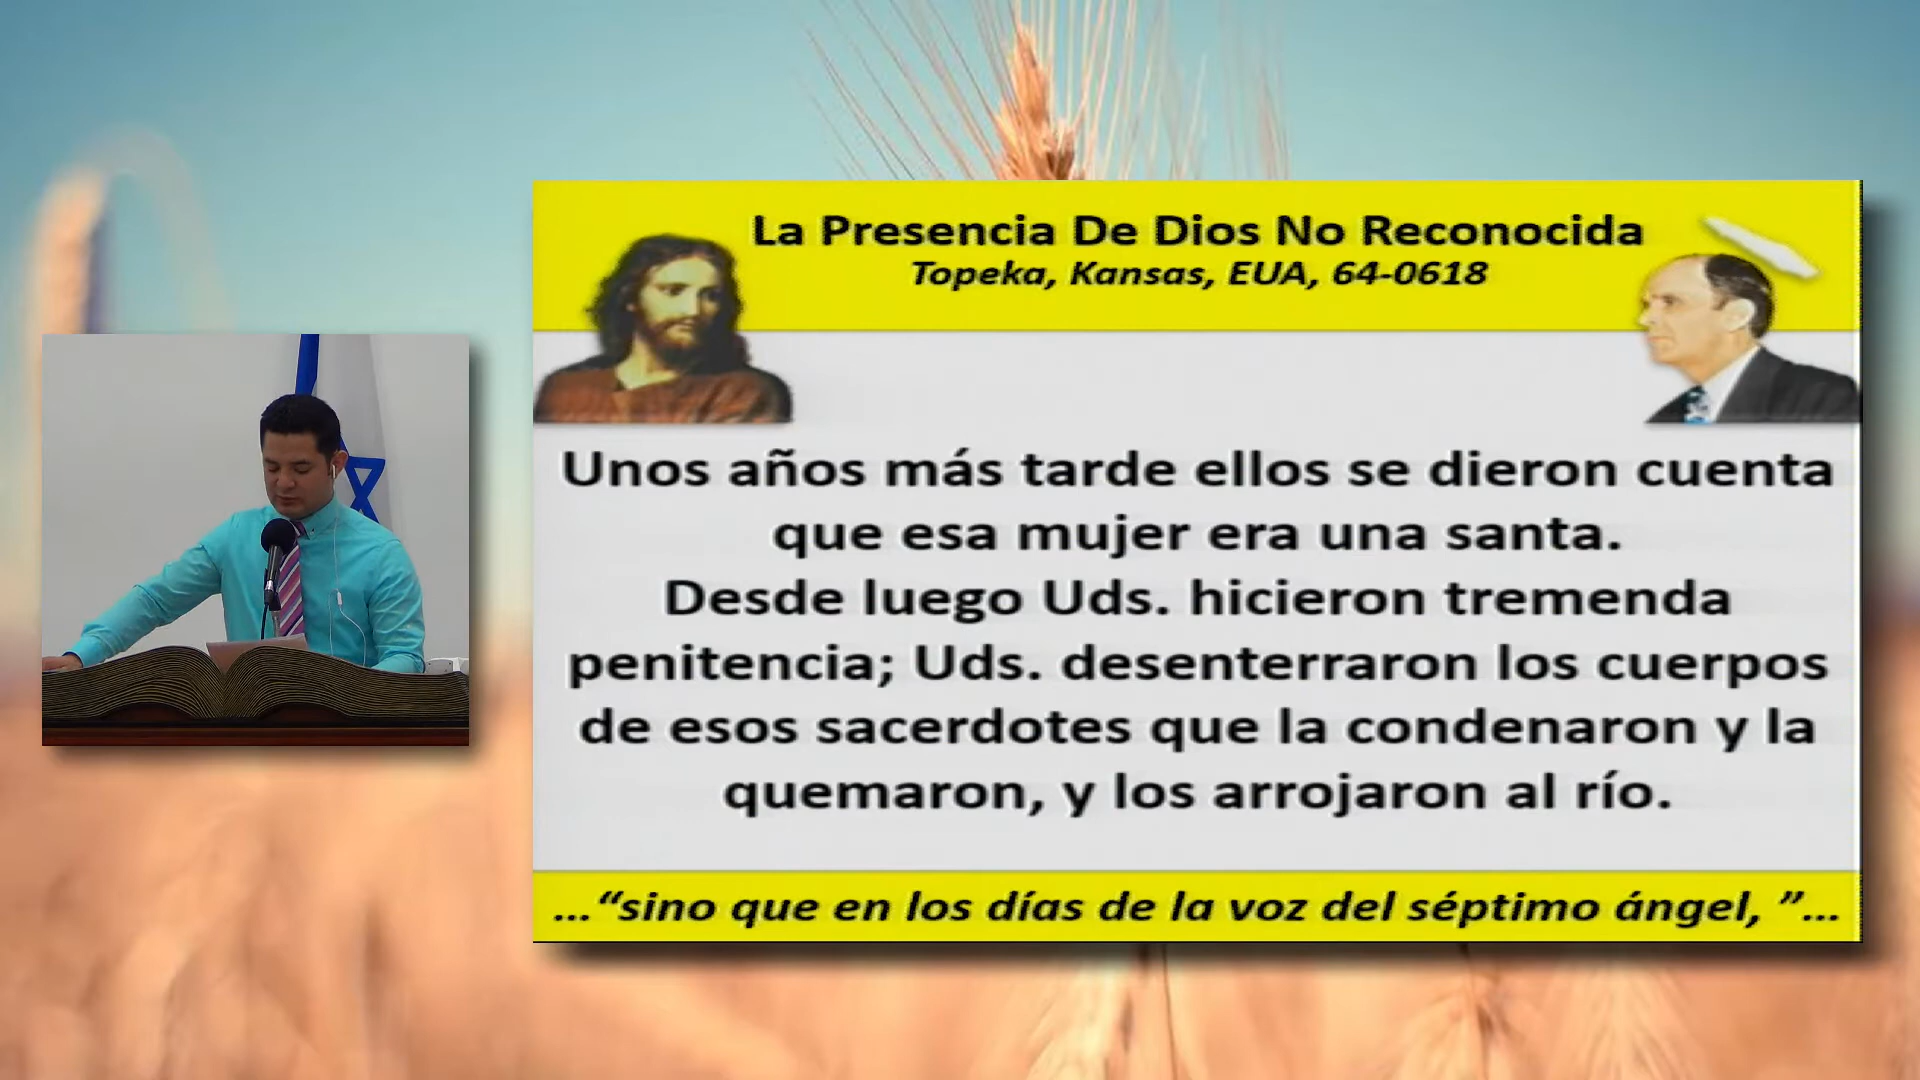 La Presencia De Dios No Reconocida
Topeka, Kansas, EUA, 64-0618
Unos años más tarde ellos se dieron cuenta
que esa mujer era una santa.
Desde luego Uds. hicieron tremenda
penitencia; Uds. desenterraron los cuerpos
de esos sacerdotes que la condenaron y la
quemaron, y los arrojaron al río.
...“sino que en los días de la voz del séptimo ángel, ”...